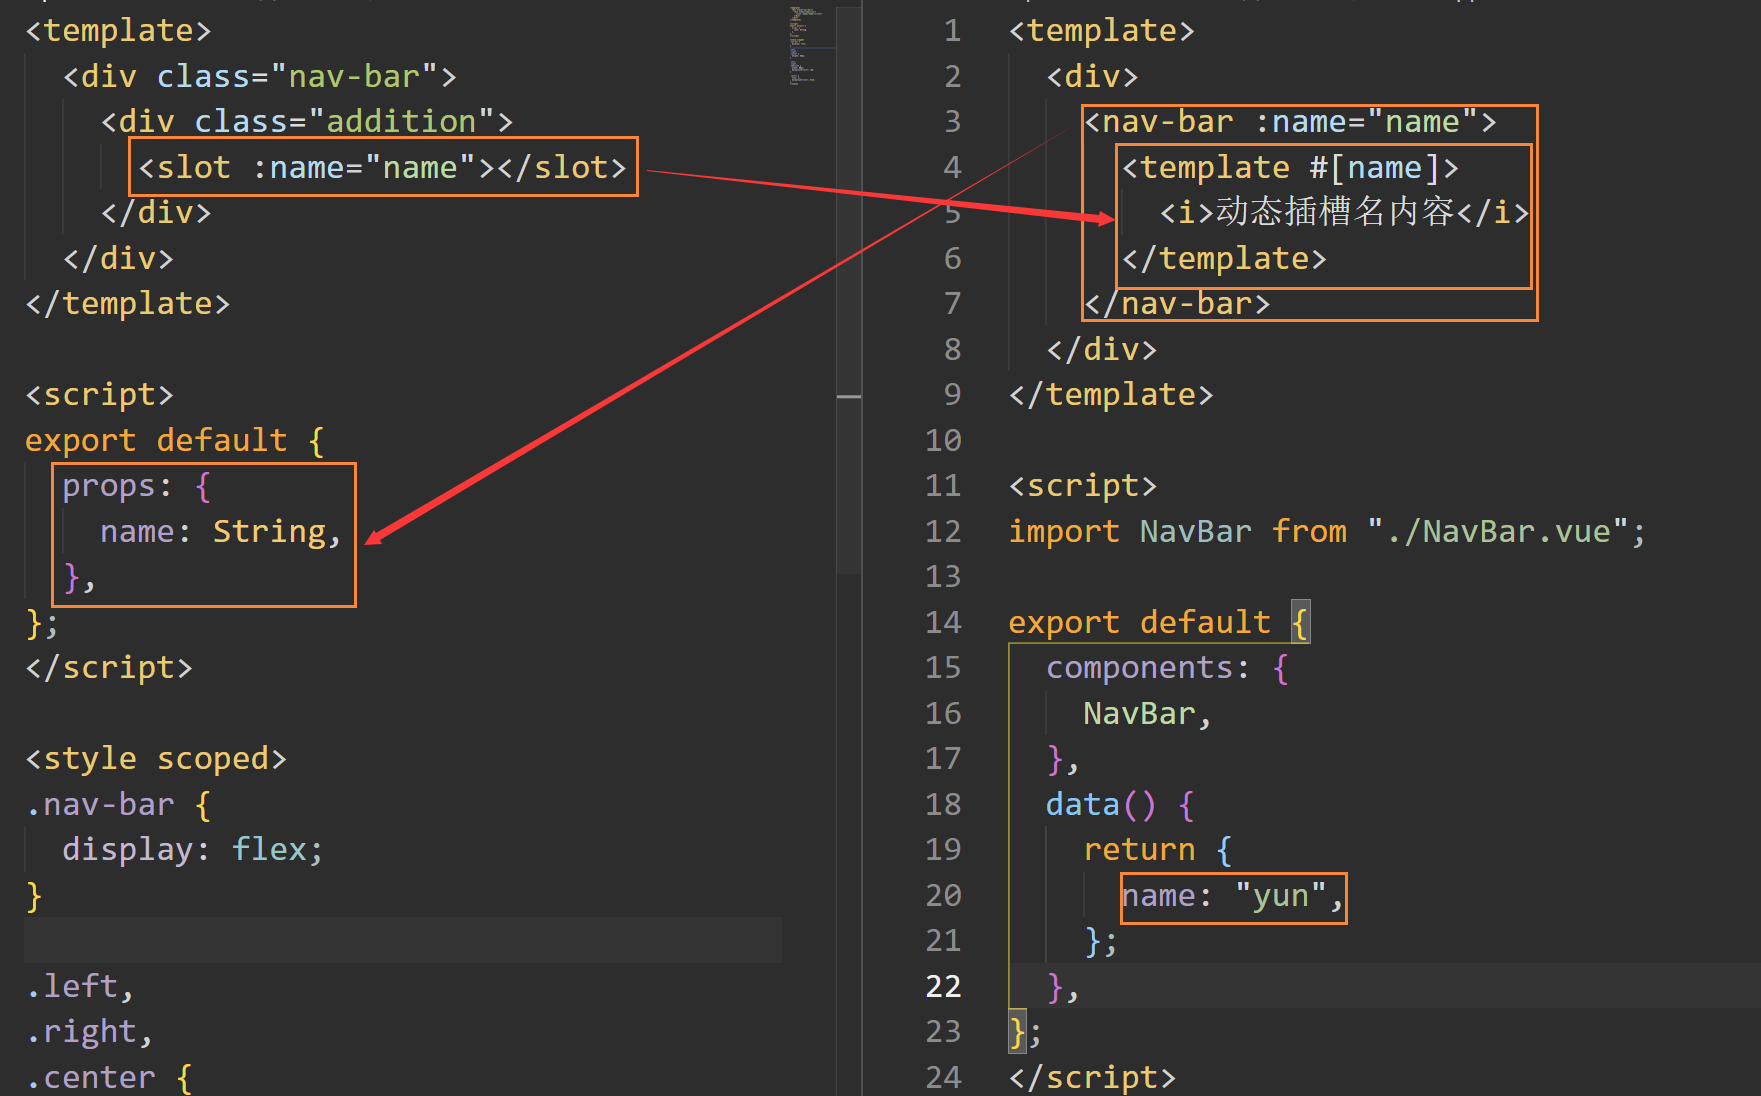 <template>
  <div class="nav-bar">
    <div class="addition">
      <slot :name="name"></slot>
    </div>
  </div>
</template>

<script>
export default {
  props: {
    name: String,
  },
};
</script>

<style scoped>
.nav-bar {
  display: flex;
}

.left,
.right,
.center {

1 <template>
2   <div>
3     <nav-bar :name="name">
4       <template #[name]>
5         <i>动态插槽名内容</i>
6       </template>
7     </nav-bar>
8   </div>
9 </template>
10
11 <script>
12 import NavBar from "./NavBar.vue";
13
14 export default {
15   components: {
16     NavBar,
17   },
18   data() {
19     return {
20       name: "yun",
21     };
22   },
23 };
24 </script>